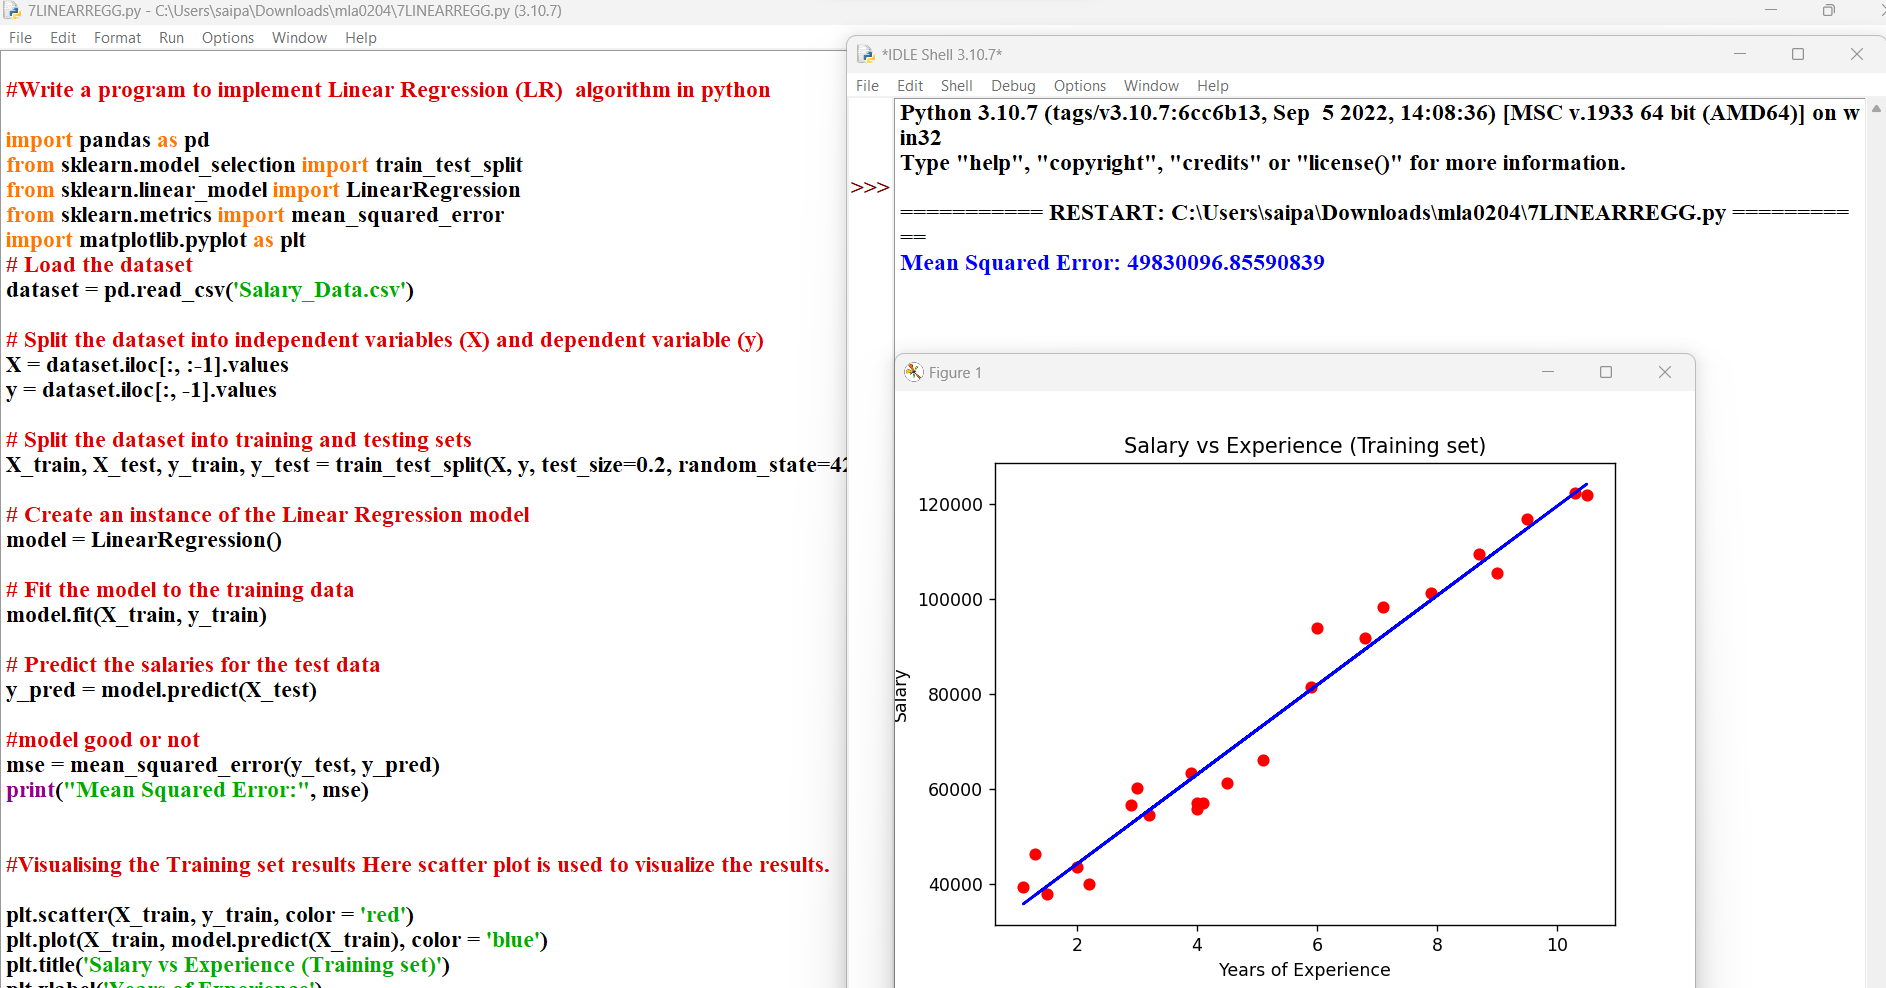 7LINEARREGG.py - C:\Users\saipa\Downloads\mla0204\7LINEARREGG.py (3.10.7)
File Edit Format Run Options Window Help
#Write a program to implement Linear Regression (LR)  algorithm in python
import pandas as pd
from sklearn.model_selection import train_test_split
from sklearn.linear_model import LinearRegression
from sklearn.metrics import mean_squared_error
import matplotlib.pyplot as plt
# Load the dataset
dataset = pd.read_csv('Salary_Data.csv')
# Split the dataset into independent variables (X) and dependent variable (y)
X = dataset.iloc[:, :-1].values
y = dataset.iloc[:, -1].values
# Split the dataset into training and testing sets
X_train, X_test, y_train, y_test = train_test_split(X, y, test_size=0.2, random_state=42
# Create an instance of the Linear Regression model
model = LinearRegression()
# Fit the model to the training data
model.fit(X_train, y_train)
# Predict the salaries for the test data
y_pred = model.predict(X_test)
#model good or not
mse = mean_squared_error(y_test, y_pred)
print("Mean Squared Error:", mse)
#Visualising the Training set results Here scatter plot is used to visualize the results.
plt.scatter(X_train, y_train, color = 'red')
plt.plot(X_train, model.predict(X_train), color = 'blue')
plt.title('Salary vs Experience (Training set)')
plt.xlabel('Years of Experience')
*IDLE Shell 3.10.7*
File Edit Shell Debug Options Window Help
Python 3.10.7 (tags/v3.10.7:6cc6b13, Sep  5 2022, 14:08:36) [MSC v.1933 64 bit (AMD64)] on w
in32
Type "help", "copyright", "credits" or "license()" for more information.
>>>
=========== RESTART: C:\Users\saipa\Downloads\mla0204\7LINEARREGG.py =========
==
Mean Squared Error: 49830096.85590839
Figure 1
Salary vs Experience (Training set)
120000
100000
80000
60000
40000
Salary
2 4 6 8 10
Years of Experience